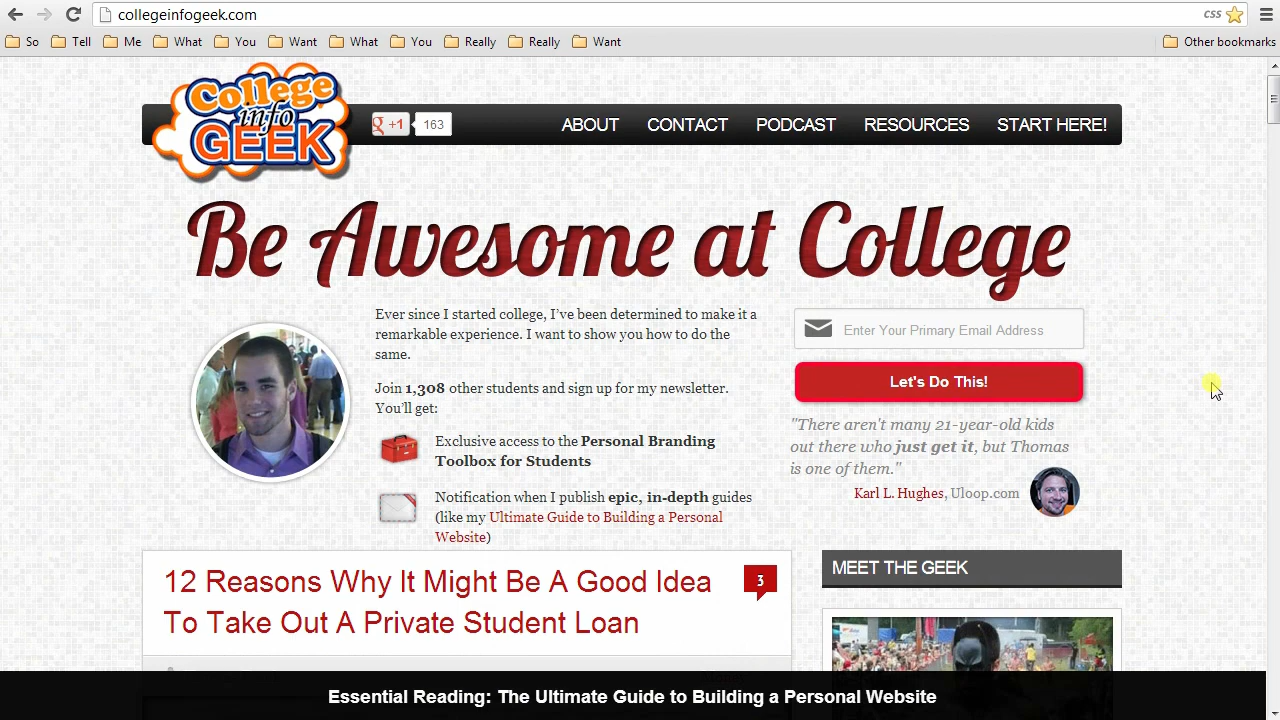 collegeinfogeek.com
CSS
So Tell Me What You Want What You Really Really Want Other bookmarks
College
info
GEEK
g +1 163
ABOUT CONTACT PODCAST RESOURCES START HERE!
Be Awesome at College
Ever since I started college, I've been determined to make it a
remarkable experience. I want to show you how to do the
same.
Join 1,308 other students and sign up for my newsletter.
You'll get:
Exclusive access to the Personal Branding
Toolbox for Students
Notification when I publish epic, in-depth guides
(like my Ultimate Guide to Building a Personal
Website)
Enter Your Primary Email Address
Let's Do This!
"There aren't many 21-year-old kids
out there who just get it, but Thomas
is one of them."
Karl L. Hughes, Uloop.com
12 Reasons Why It Might Be A Good Idea
To Take Out A Private Student Loan
3
MEET THE GEEK
Essential Reading: The Ultimate Guide to Building a Personal Website